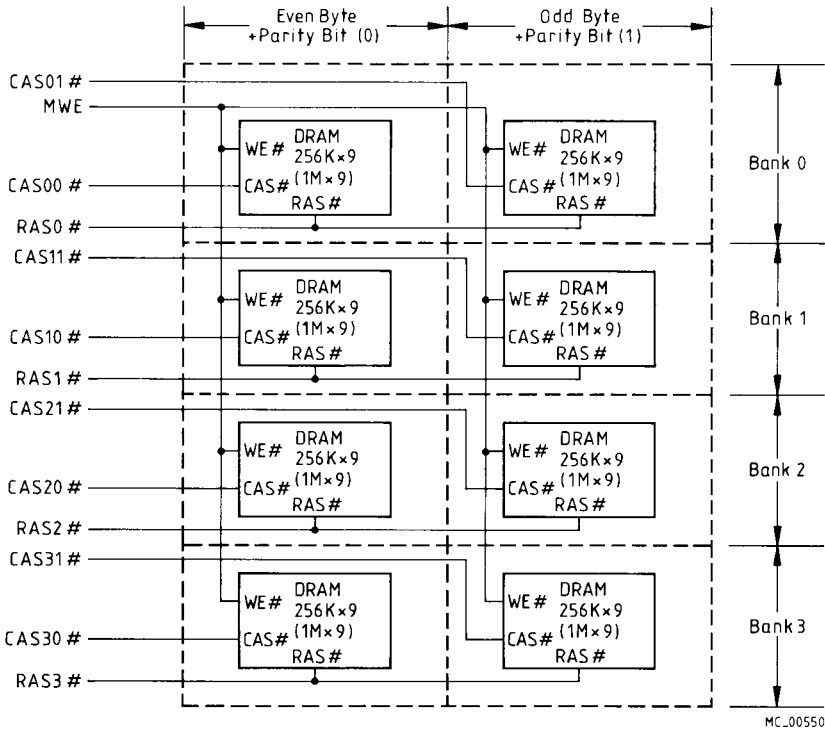 Even Byte
+Parity Bit (0)
Odd Byte
+Parity Bit (1)
CAS01#
MWE
WE# DRAM
256K×9
(1M×9)
CAS#
RAS#
WE# DRAM
256K×9
(1M×9)
CAS#
RAS#
CAS00#
RAS0#
Bank 0
CAS11#
WE# DRAM
256K×9
(1M×9)
CAS#
RAS#
WE# DRAM
256K×9
(1M×9)
CAS#
RAS#
CAS10#
RAS1#
Bank 1
CAS21#
WE# DRAM
256K×9
(1M×9)
CAS#
RAS#
WE# DRAM
256K×9
(1M×9)
CAS#
RAS#
CAS20#
RAS2#
Bank 2
CAS31#
WE# DRAM
256K×9
(1M×9)
CAS#
RAS#
WE# DRAM
256K×9
(1M×9)
CAS#
RAS#
CAS30#
RAS3#
Bank 3
MC_00550